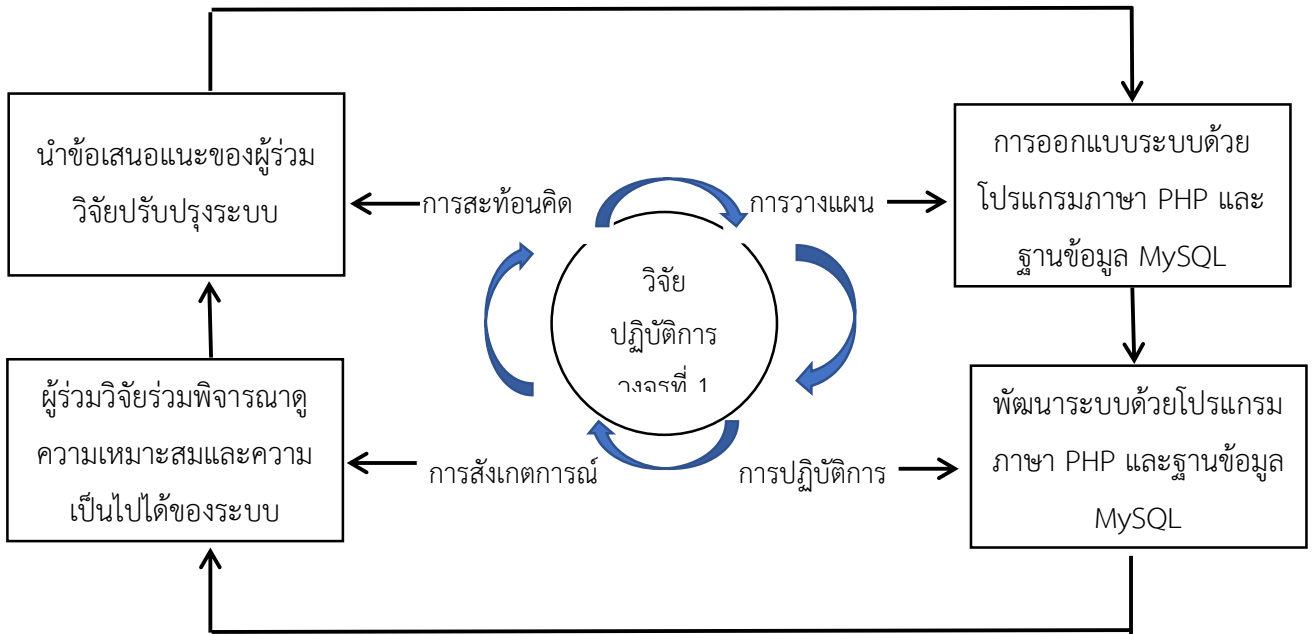 นำข้อเสนอแนะของผู้ร่วม
วิจัยปรับปรุงระบบ
การสะท้อนคิด
การวางแผน
การออกแบบระบบด้วย
โปรแกรมภาษา PHP และ
ฐานข้อมูล MySQL
วิจัย
ปฏิบัติการ
วงจรที่ 1
ผู้ร่วมวิจัยร่วมพิจารณาดู
ความเหมาะสมและความ
เป็นไปได้ของระบบ
การสังเกตการณ์
การปฏิบัติการ
พัฒนาระบบด้วยโปรแกรม
ภาษา PHP และฐานข้อมูล
MySQL